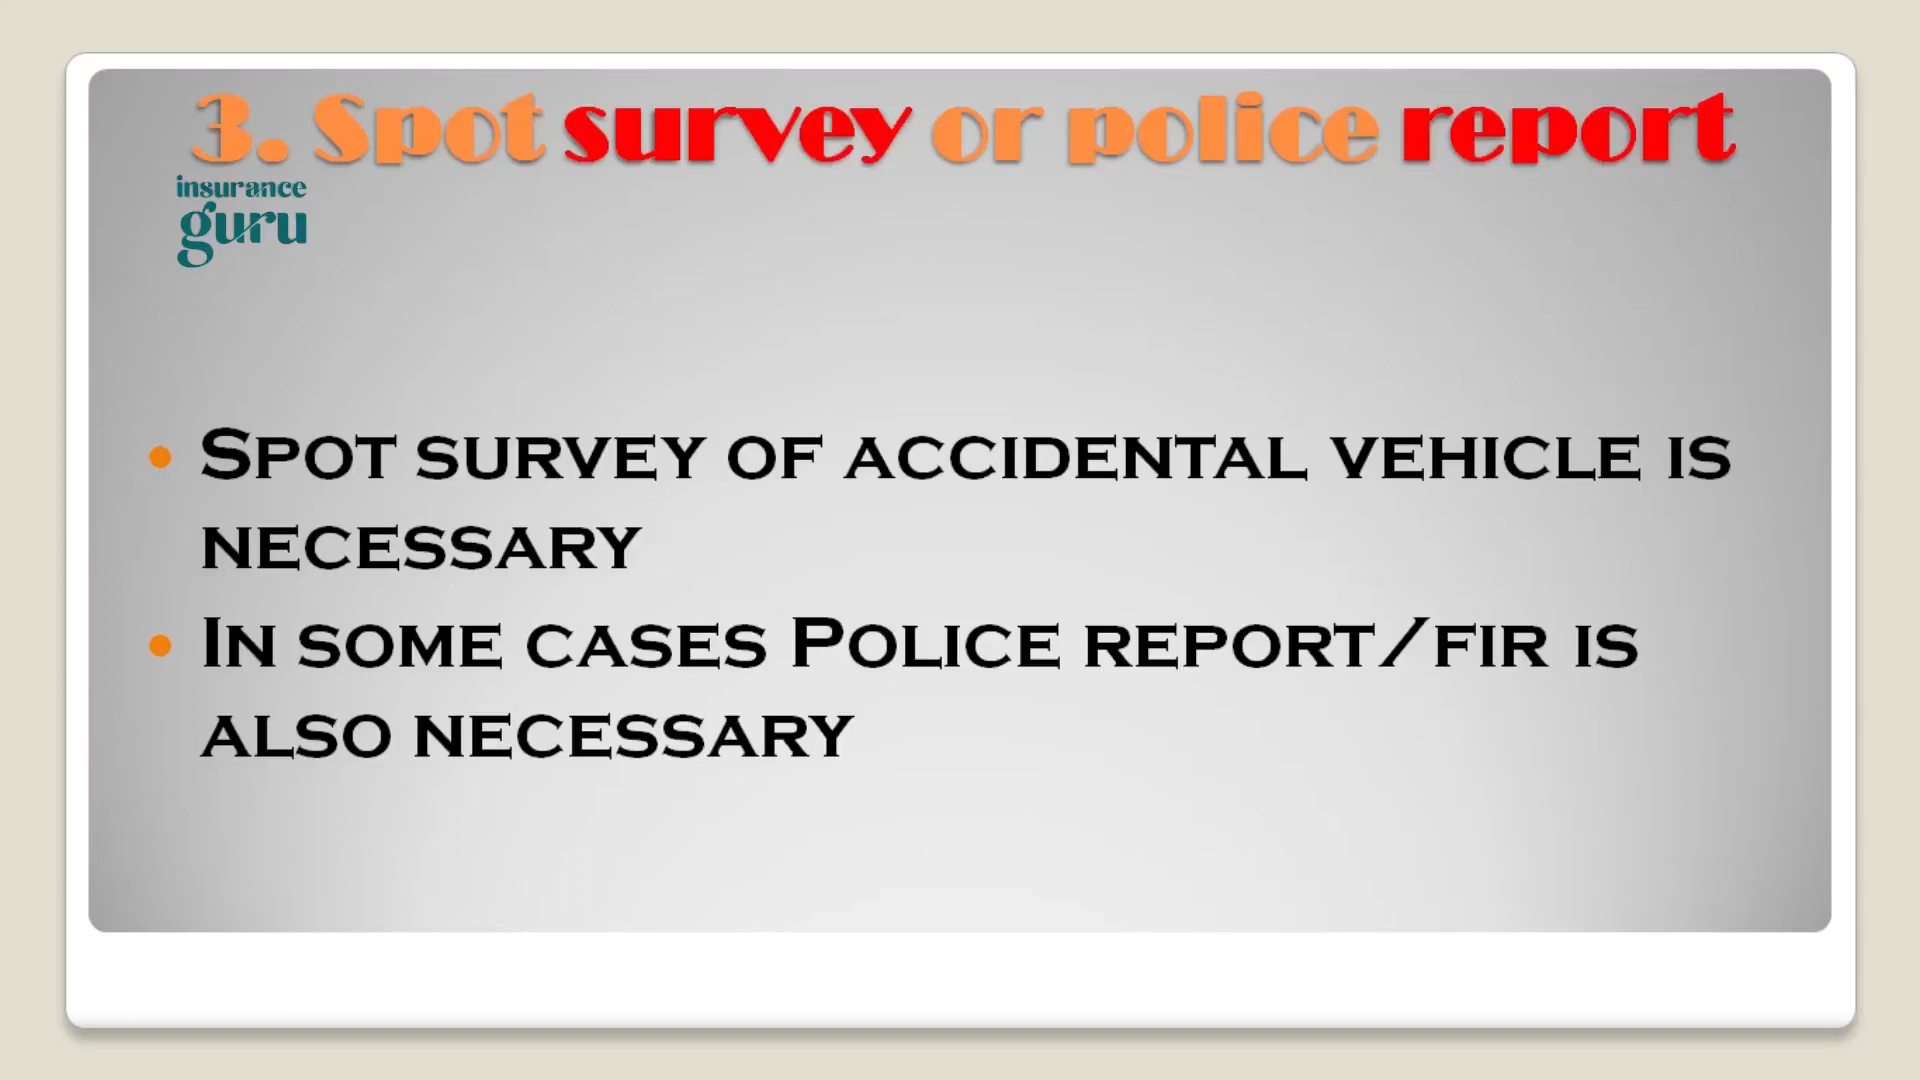 3. Spot survey or police report
insurance
guru
Spot survey of accidental vehicle is
necessary
In some cases Police report/fir is
also necessary